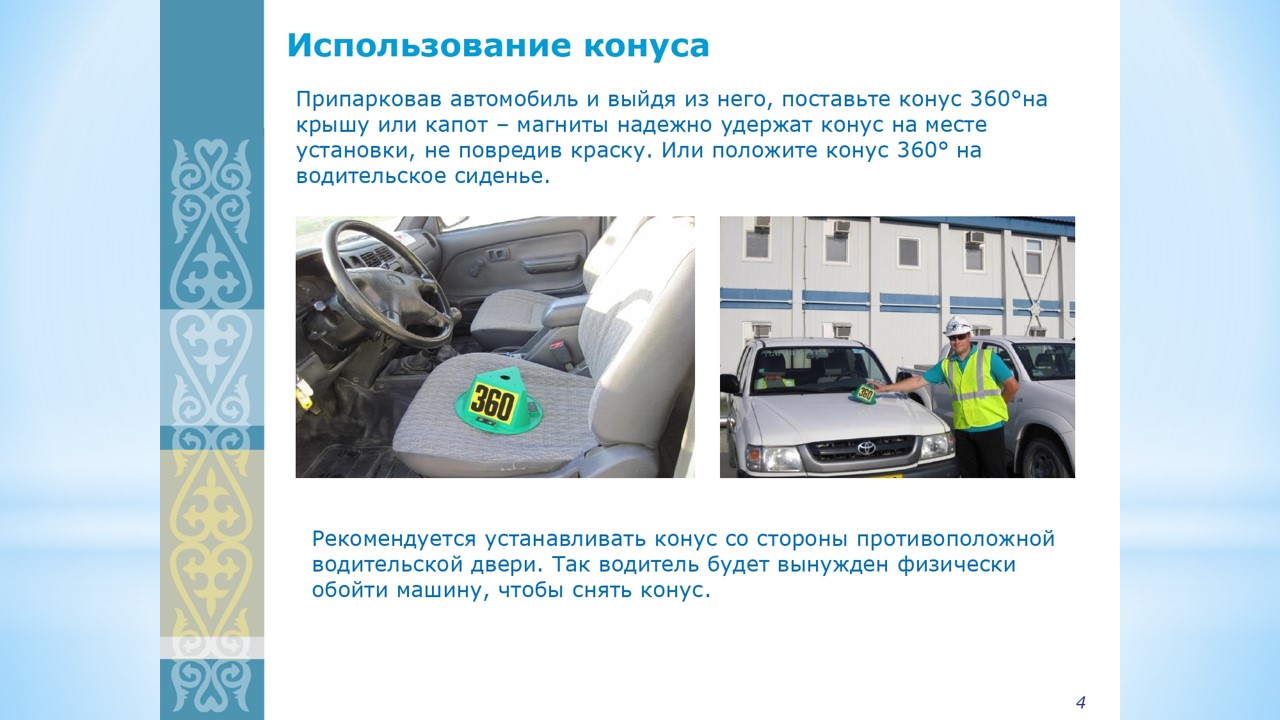 Использование конуса
Припарковав автомобиль и выйдя из него, поставьте конус 360°на
крышу или капот – магниты надежно удержат конус на месте
установки, не повредив краску. Или положите конус 360° на
водительское сиденье.
360
360
Рекомендуется устанавливать конус со стороны противоположной
водительской двери. Так водитель будет вынужден физически
обойти машину, чтобы снять конус.
4